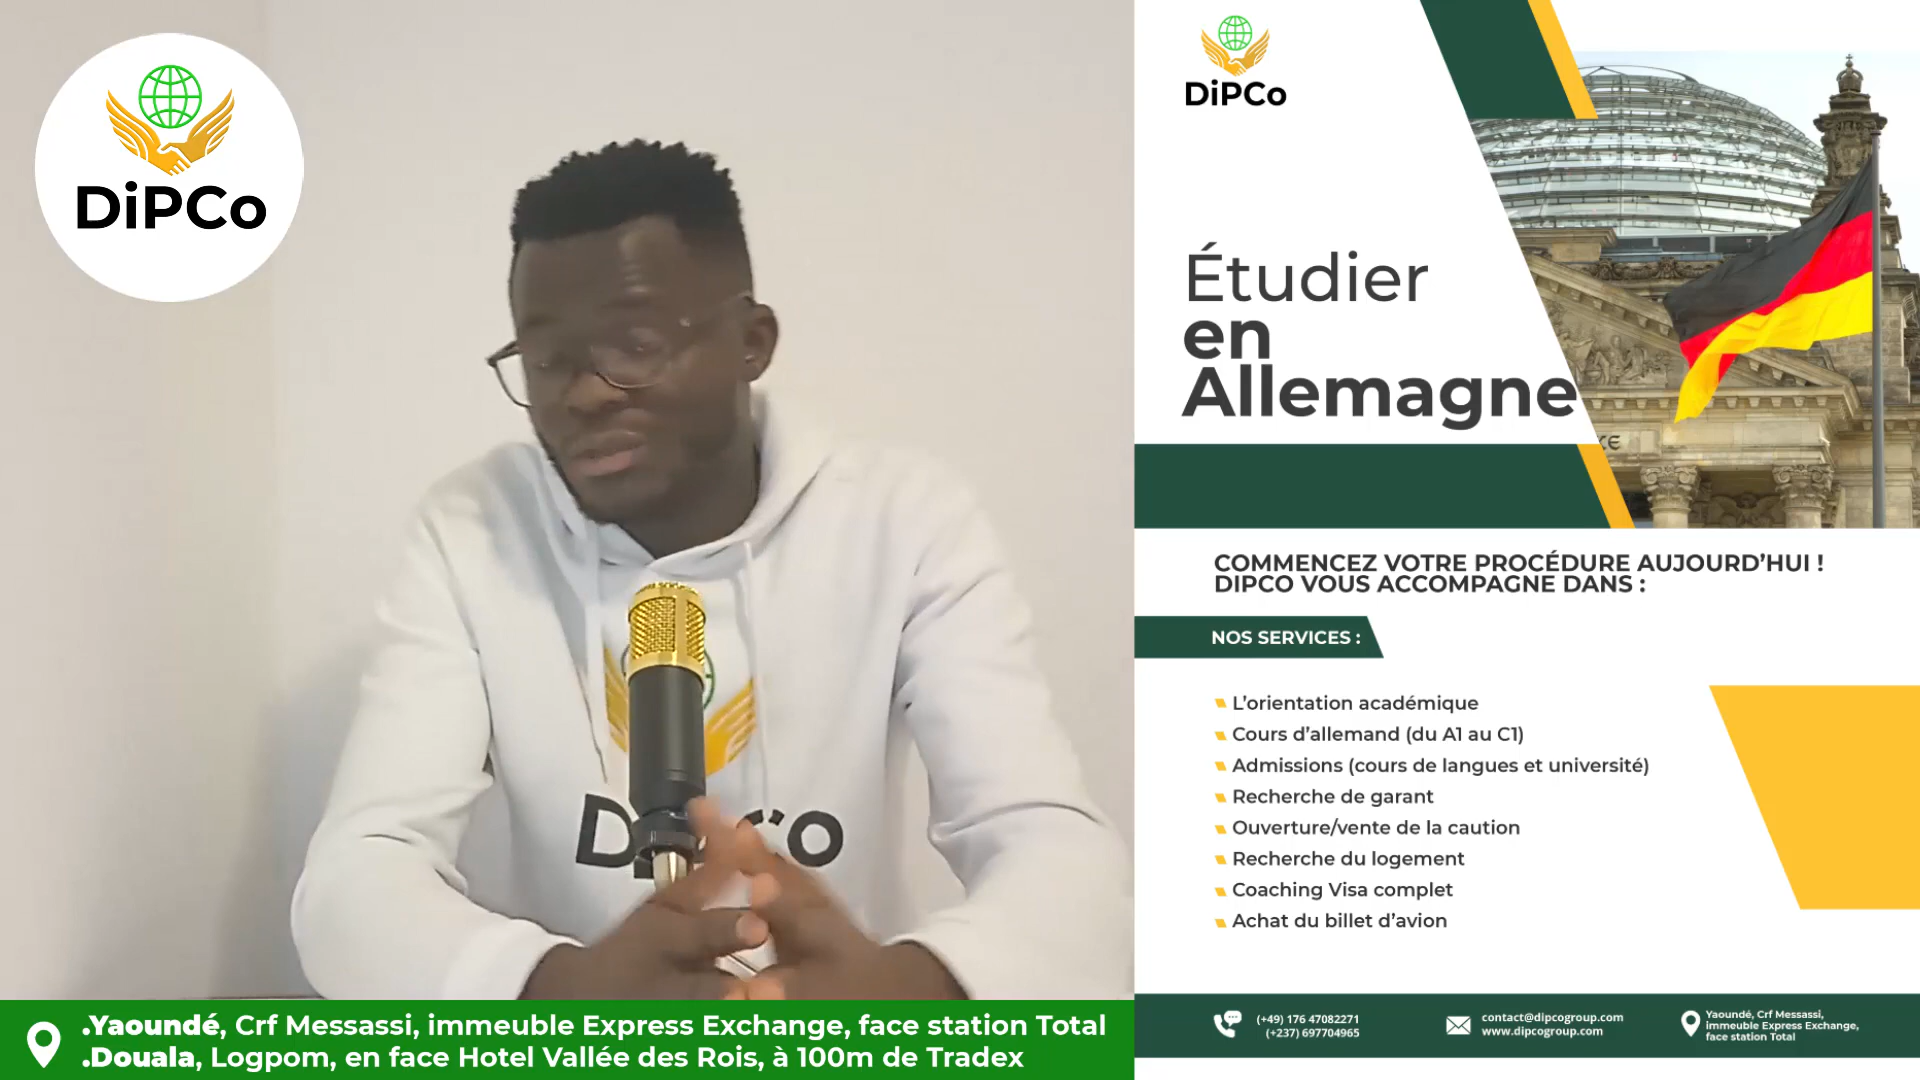 DiPCo
DiPCo
.Yaoundé, Crf Messassi, immeuble Express Exchange, face station Total
.Douala, Logpom, en face Hotel Vallée des Rois, à 100m de Tradex
DiPCo
Étudier
en
Allemagne
COMMENCEZ VOTRE PROCÉDURE AUJOURD’HUI !
DIPCO VOUS ACCOMPAGNE DANS :
NOS SERVICES :
L’orientation académique
Cours d’allemand (du A1 au C1)
Admissions (cours de langues et université)
Recherche de garant
Ouverture/vente de la caution
Recherche du logement
Coaching Visa complet
Achat du billet d’avion
(+49) 176 47082271
(+237) 697704965
contact@dipcogroup.com
www.dipcogroup.com
Yaoundé, Crf Messassi,
immeuble Express Exchange,
face station Total